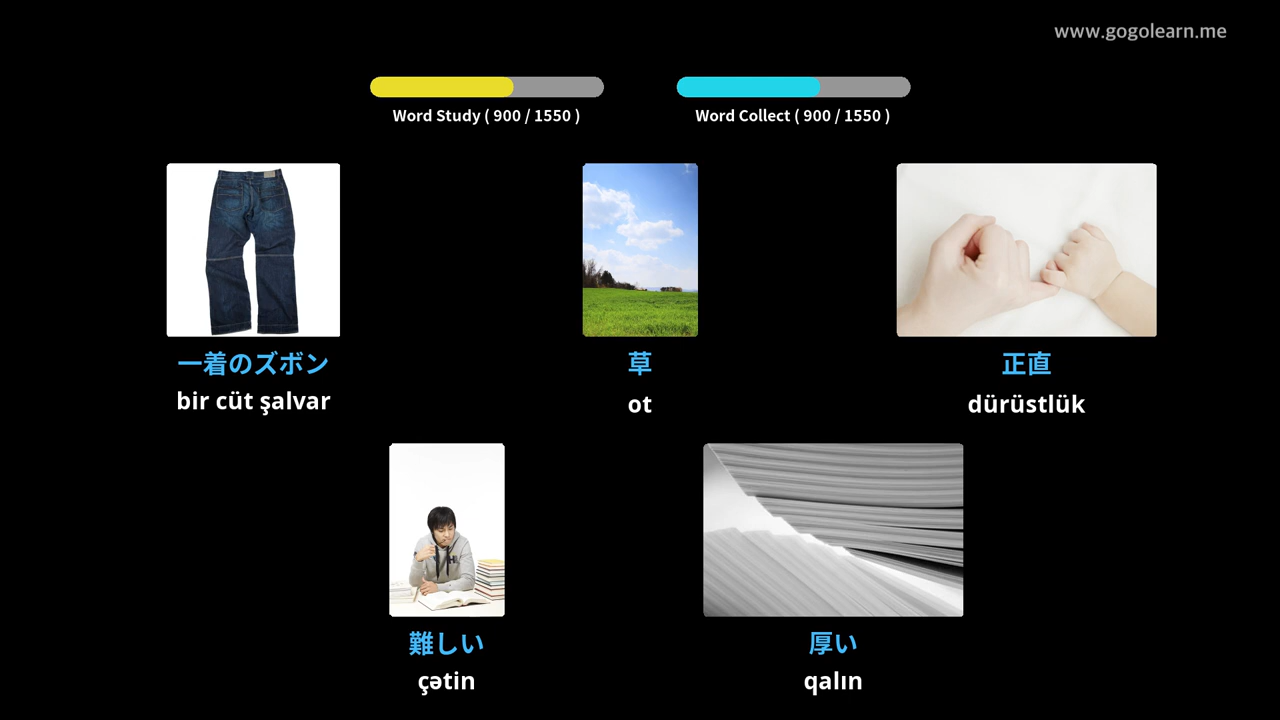 www.gogolearn.me
Word Study ( 900 / 1550 )
Word Collect ( 900 / 1550 )
一着のズボン
bir cüt şalvar
草
ot
正直
dürüstlük
難しい
çətin
厚い
qalın